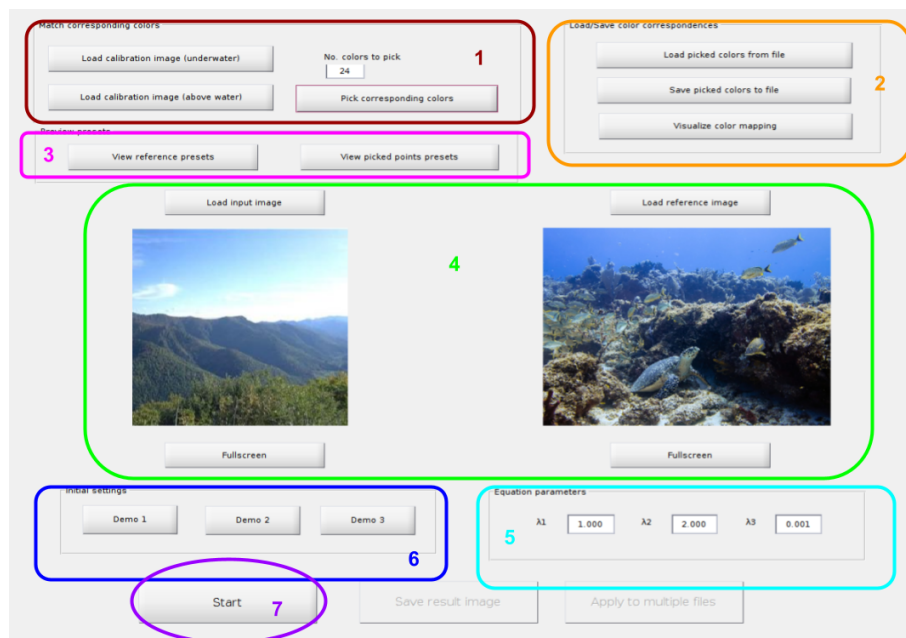 Match corresponding colors
Load calibration image (underwater)
No. colors to pick
24
1
Load calibration image (above water)
Pick corresponding colors
Load/Save color correspondences
Load picked colors from file
Save picked colors to file
2
Visualize color mapping
Preview presets
3
View reference presets
View picked points presets
Load input image
Load reference image
4
Fullscreen
Fullscreen
Initial settings
Demo 1
Demo 2
Demo 3
6
Equation parameters
λ1
1.000
λ2
2.000
λ3
0.001
5
Start
7
Save result image
Apply to multiple files